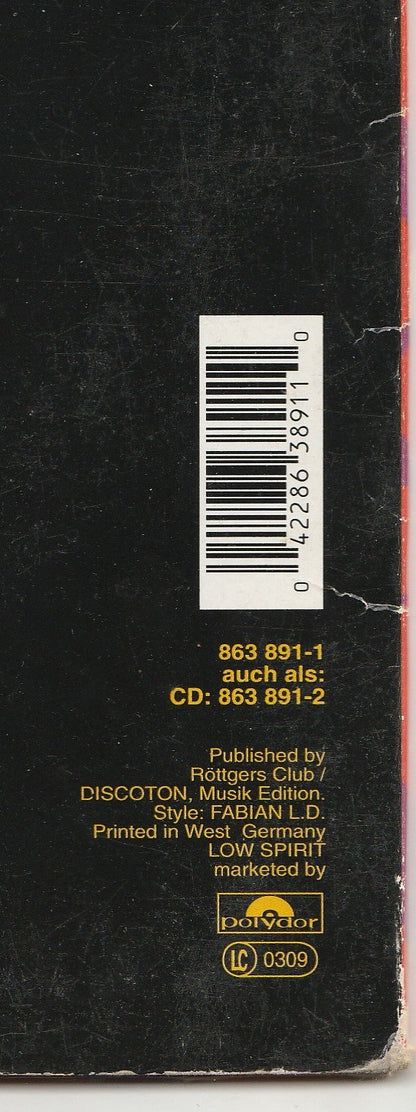 0 42286 38911 0
863 891-1
auch als:
CD: 863 891-2
Published by
Röttgers Club /
DISCOTON, Musik Edition.
Style: FABIAN L.D.
Printed in West Germany
LOW SPIRIT
marketed by
polydor
LC 0309